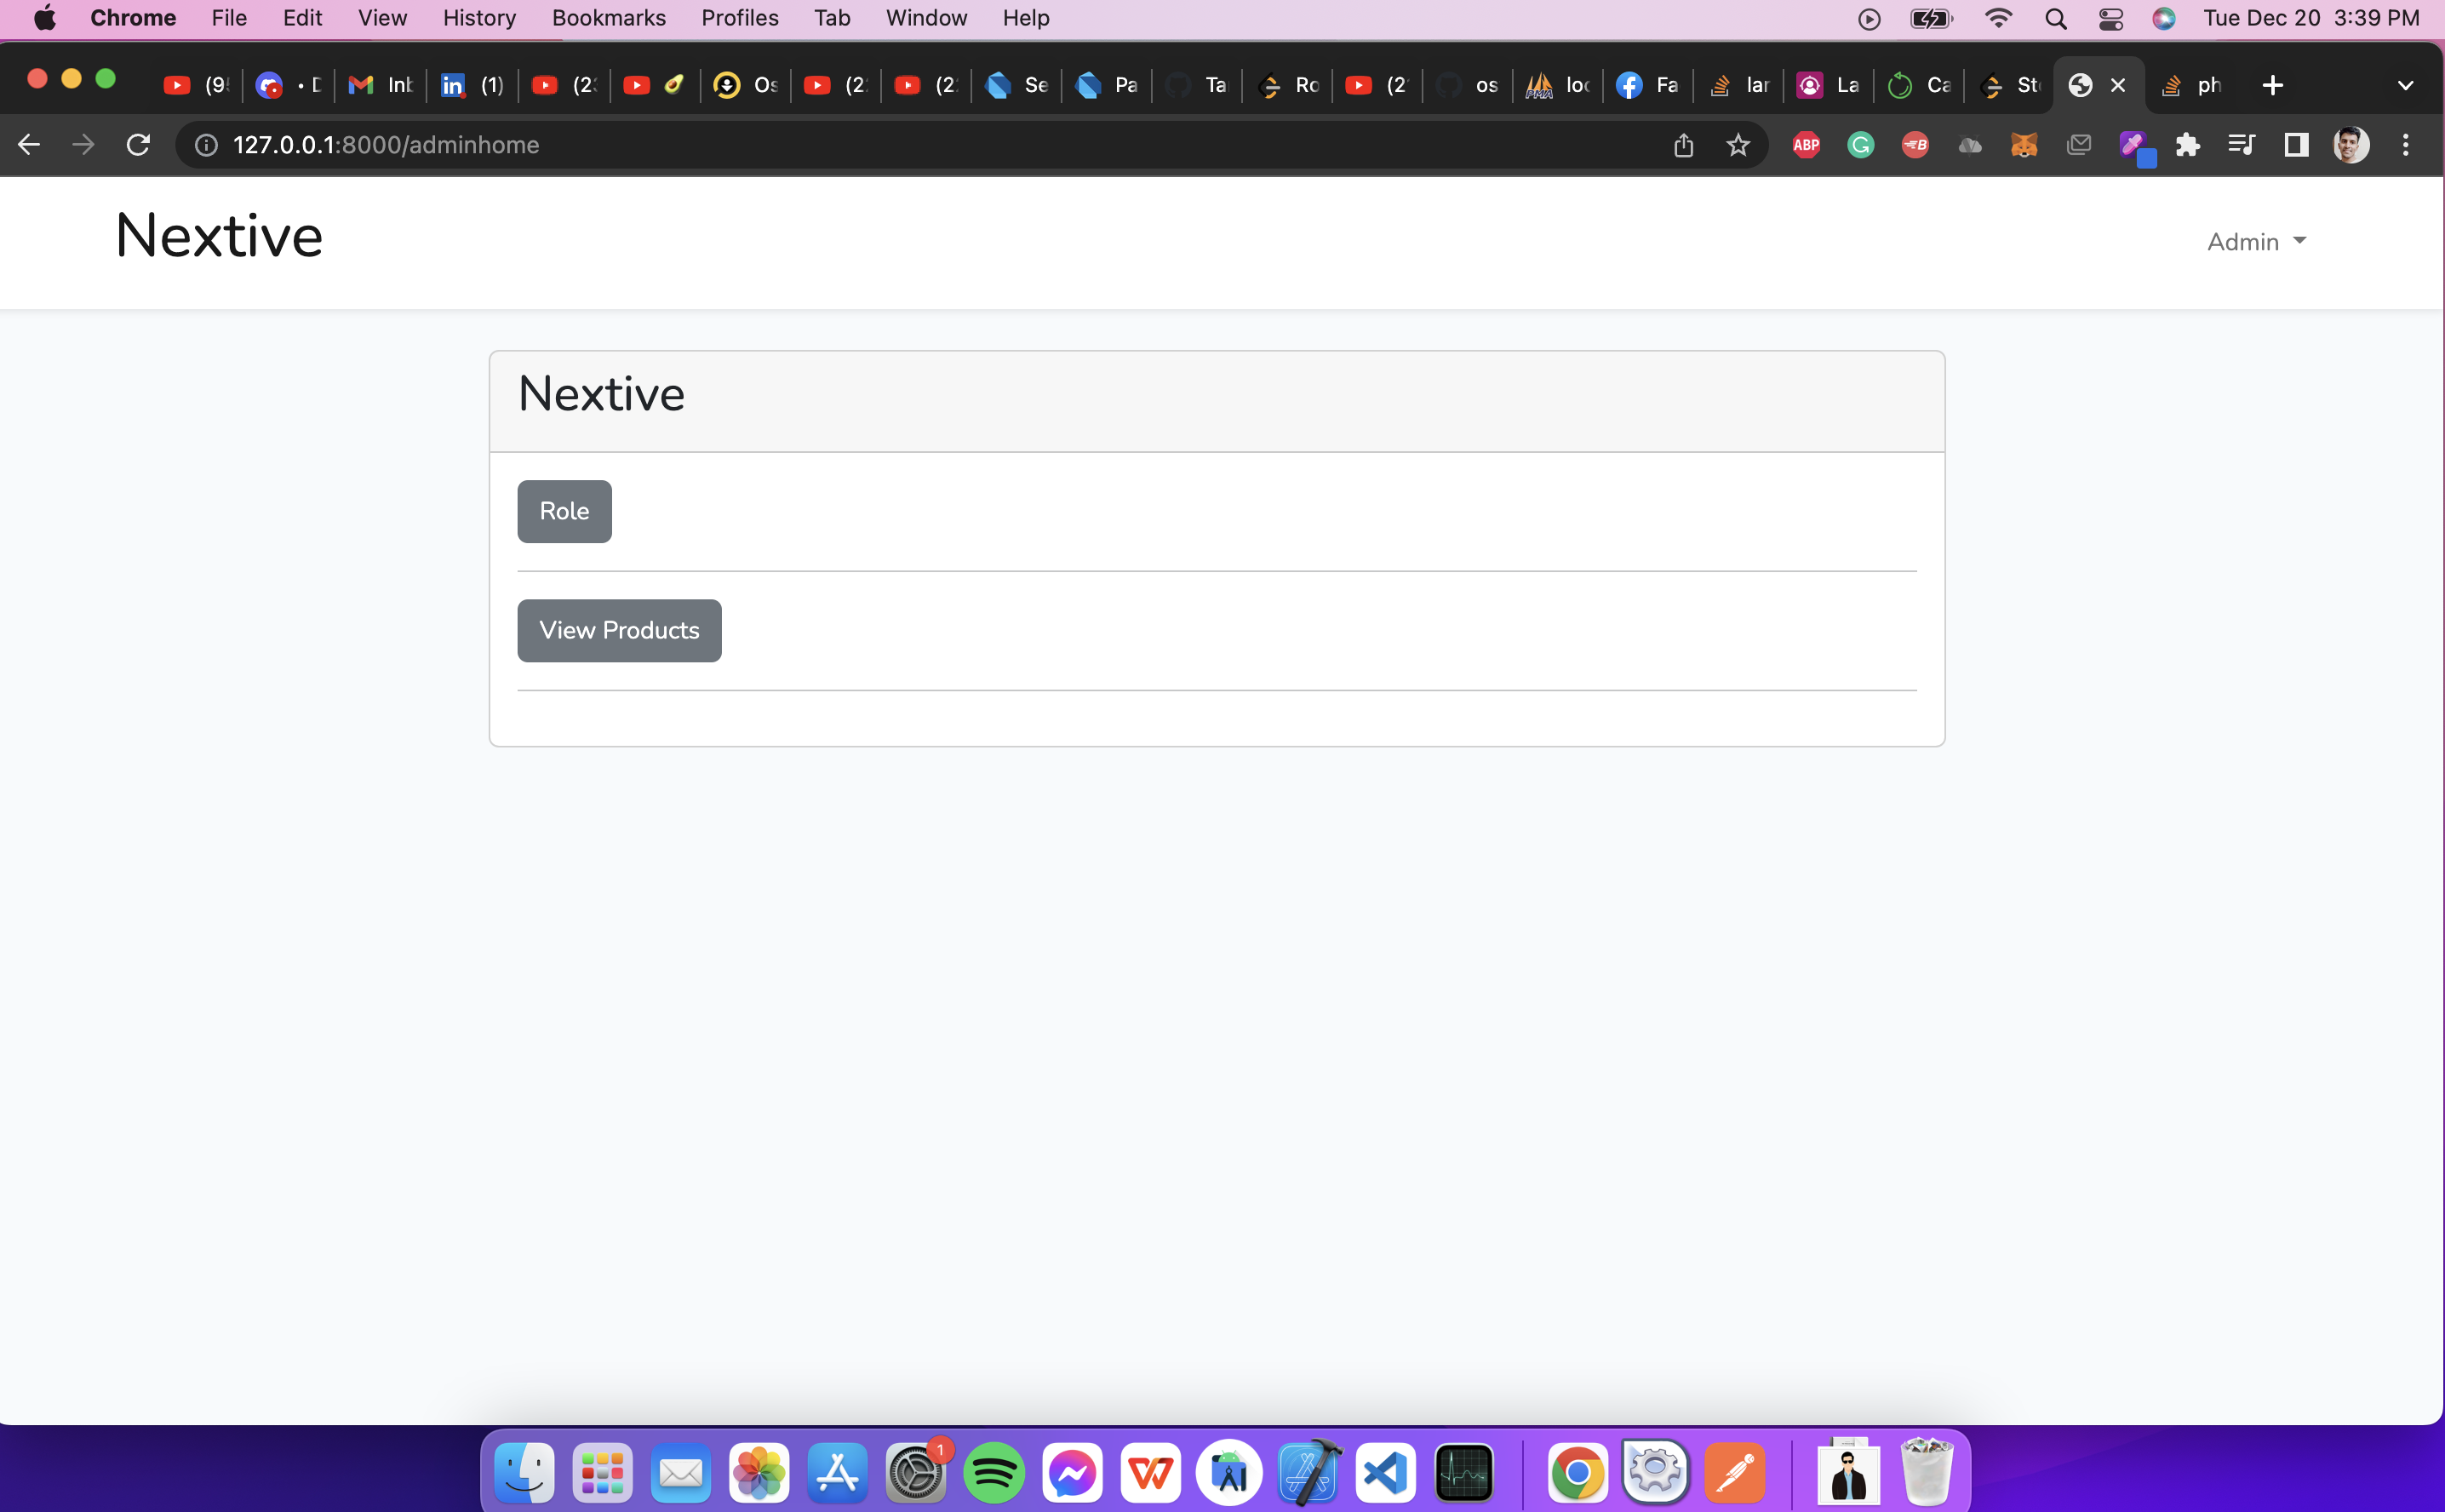 Chrome File Edit View History Bookmarks Profiles Tab Window Help Tue Dec 20 3:39 PM
(9 • D Inb in (1) (2 Os (2 (2 Se Pa Ta Ro (2 os PMA loc Fa lar La Ca St ph
127.0.0.1:8000/adminhome ABP
Nextive
Admin
Nextive
Role
View Products
1